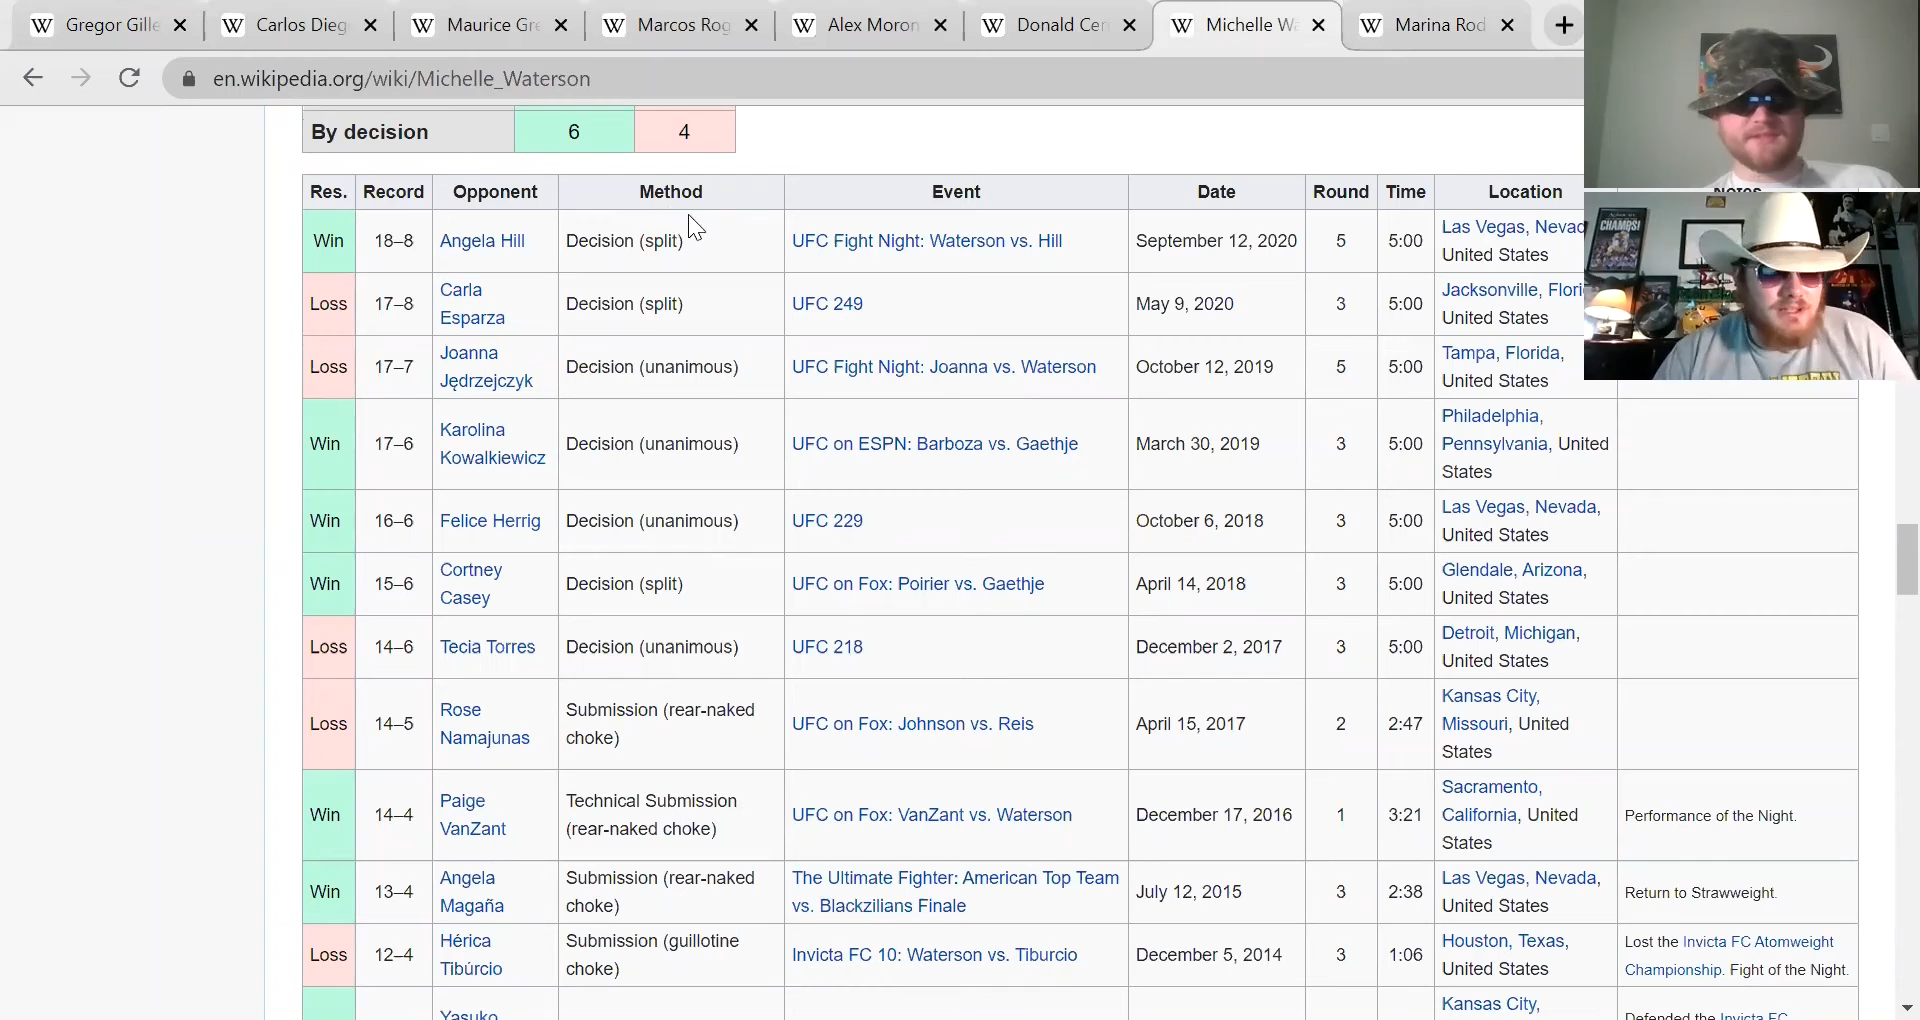 Gregor Gille
Carlos Dieg
Maurice Gre
Marcos Rog
Alex Moron
Donald Cer
Michelle Wa
Marina Rod
en.wikipedia.org/wiki/Michelle_Waterson
By decision 6 4
Res. Record Opponent Method Event Date Round Time Location Notes
Win 18–8 Angela Hill Decision (split) UFC Fight Night: Waterson vs. Hill September 12, 2020 5 5:00 Las Vegas, Nevad
United States
Loss 17–8 Carla
Esparza Decision (split) UFC 249 May 9, 2020 3 5:00 Jacksonville, Flori
United States
Loss 17–7 Joanna
Jędrzejczyk Decision (unanimous) UFC Fight Night: Joanna vs. Waterson October 12, 2019 5 5:00 Tampa, Florida,
United States
Win 17–6 Karolina
Kowalkiewicz Decision (unanimous) UFC on ESPN: Barboza vs. Gaethje March 30, 2019 3 5:00 Philadelphia,
Pennsylvania, United
States
Win 16–6 Felice Herrig Decision (unanimous) UFC 229 October 6, 2018 3 5:00 Las Vegas, Nevada,
United States
Win 15–6 Cortney
Casey Decision (split) UFC on Fox: Poirier vs. Gaethje April 14, 2018 3 5:00 Glendale, Arizona,
United States
Loss 14–6 Tecia Torres Decision (unanimous) UFC 218 December 2, 2017 3 5:00 Detroit, Michigan,
United States
Loss 14–5 Rose
Namajunas Submission (rear-naked
choke) UFC on Fox: Johnson vs. Reis April 15, 2017 2 2:47 Kansas City,
Missouri, United
States
Win 14–4 Paige
VanZant Technical Submission
(rear-naked choke) UFC on Fox: VanZant vs. Waterson December 17, 2016 1 3:21 Sacramento,
California, United
States Performance of the Night.
Win 13–4 Angela
Magaña Submission (rear-naked
choke) The Ultimate Fighter: American Top Team
vs. Blackzilians Finale July 12, 2015 3 2:38 Las Vegas, Nevada,
United States Return to Strawweight.
Loss 12–4 Hérica
Tibúrcio Submission (guillotine
choke) Invicta FC 10: Waterson vs. Tiburcio December 5, 2014 3 1:06 Houston, Texas,
United States Lost the Invicta FC Atomweight
Championship. Fight of the Night.
Yasuko
Kansas City,
Defended the Invicta FC
CHAMPS!